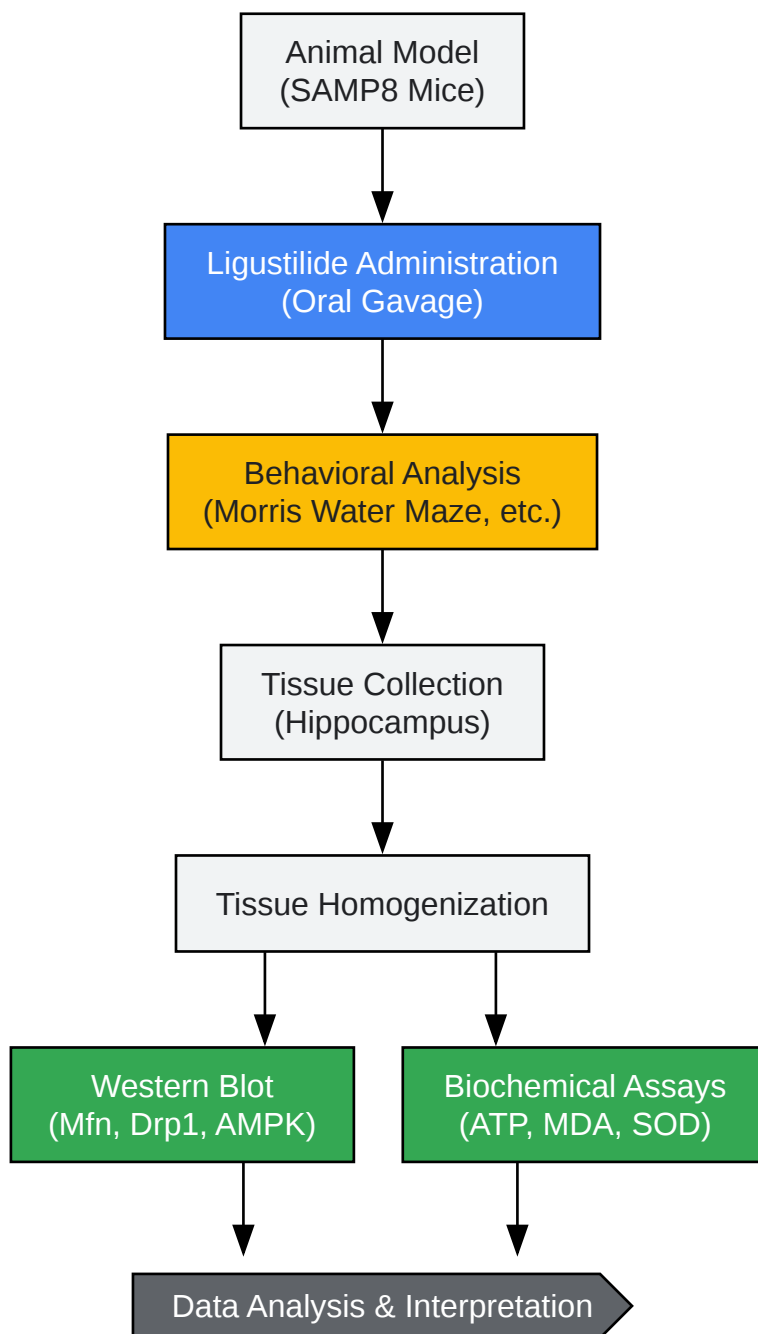 Animal Model
(SAMP8 Mice)
Ligustilide Administration
(Oral Gavage)
Behavioral Analysis
(Morris Water Maze, etc.)
Tissue Collection
(Hippocampus)
Tissue Homogenization
Western Blot
(Mfn, Drp1, AMPK)
Biochemical Assays
(ATP, MDA, SOD)
Data Analysis & Interpretation